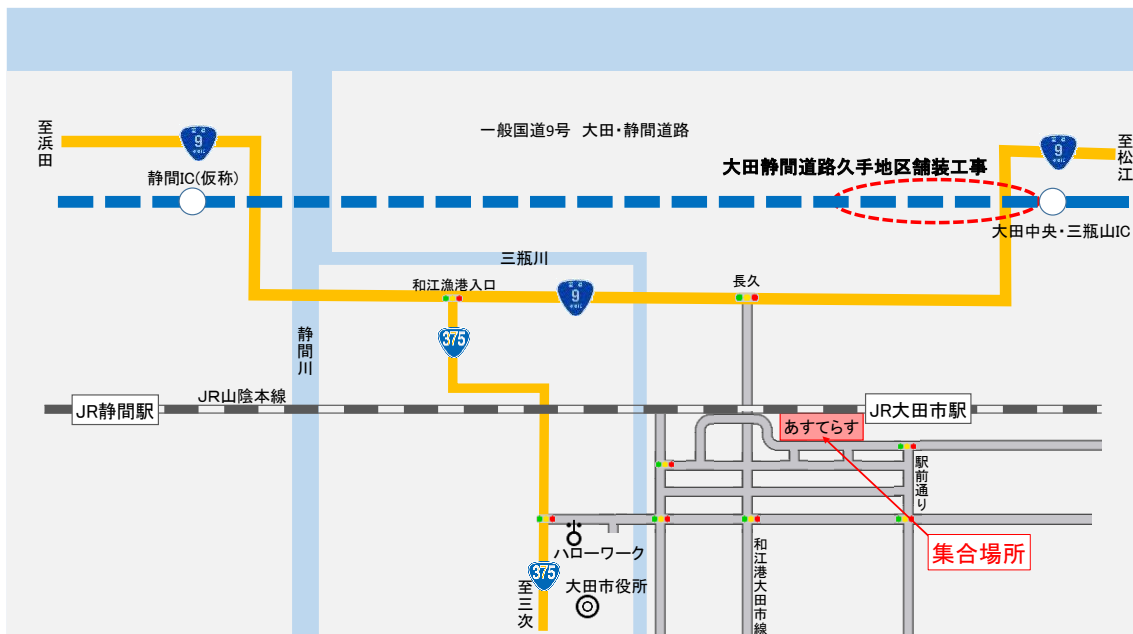 一般国道9号 大田・静間道路
至浜田
9
9
至松江
静間IC(仮称)
大田静間道路久手地区舗装工事
大田中央・三瓶山IC
三瓶川
和江漁港入口
9
長久
静間川
375
JR山陰本線
JR静間駅
JR大田市駅
あすてらす
駅前通り
集合場所
ハローワーク
和江港大田市線
375
大田市役所
至三次